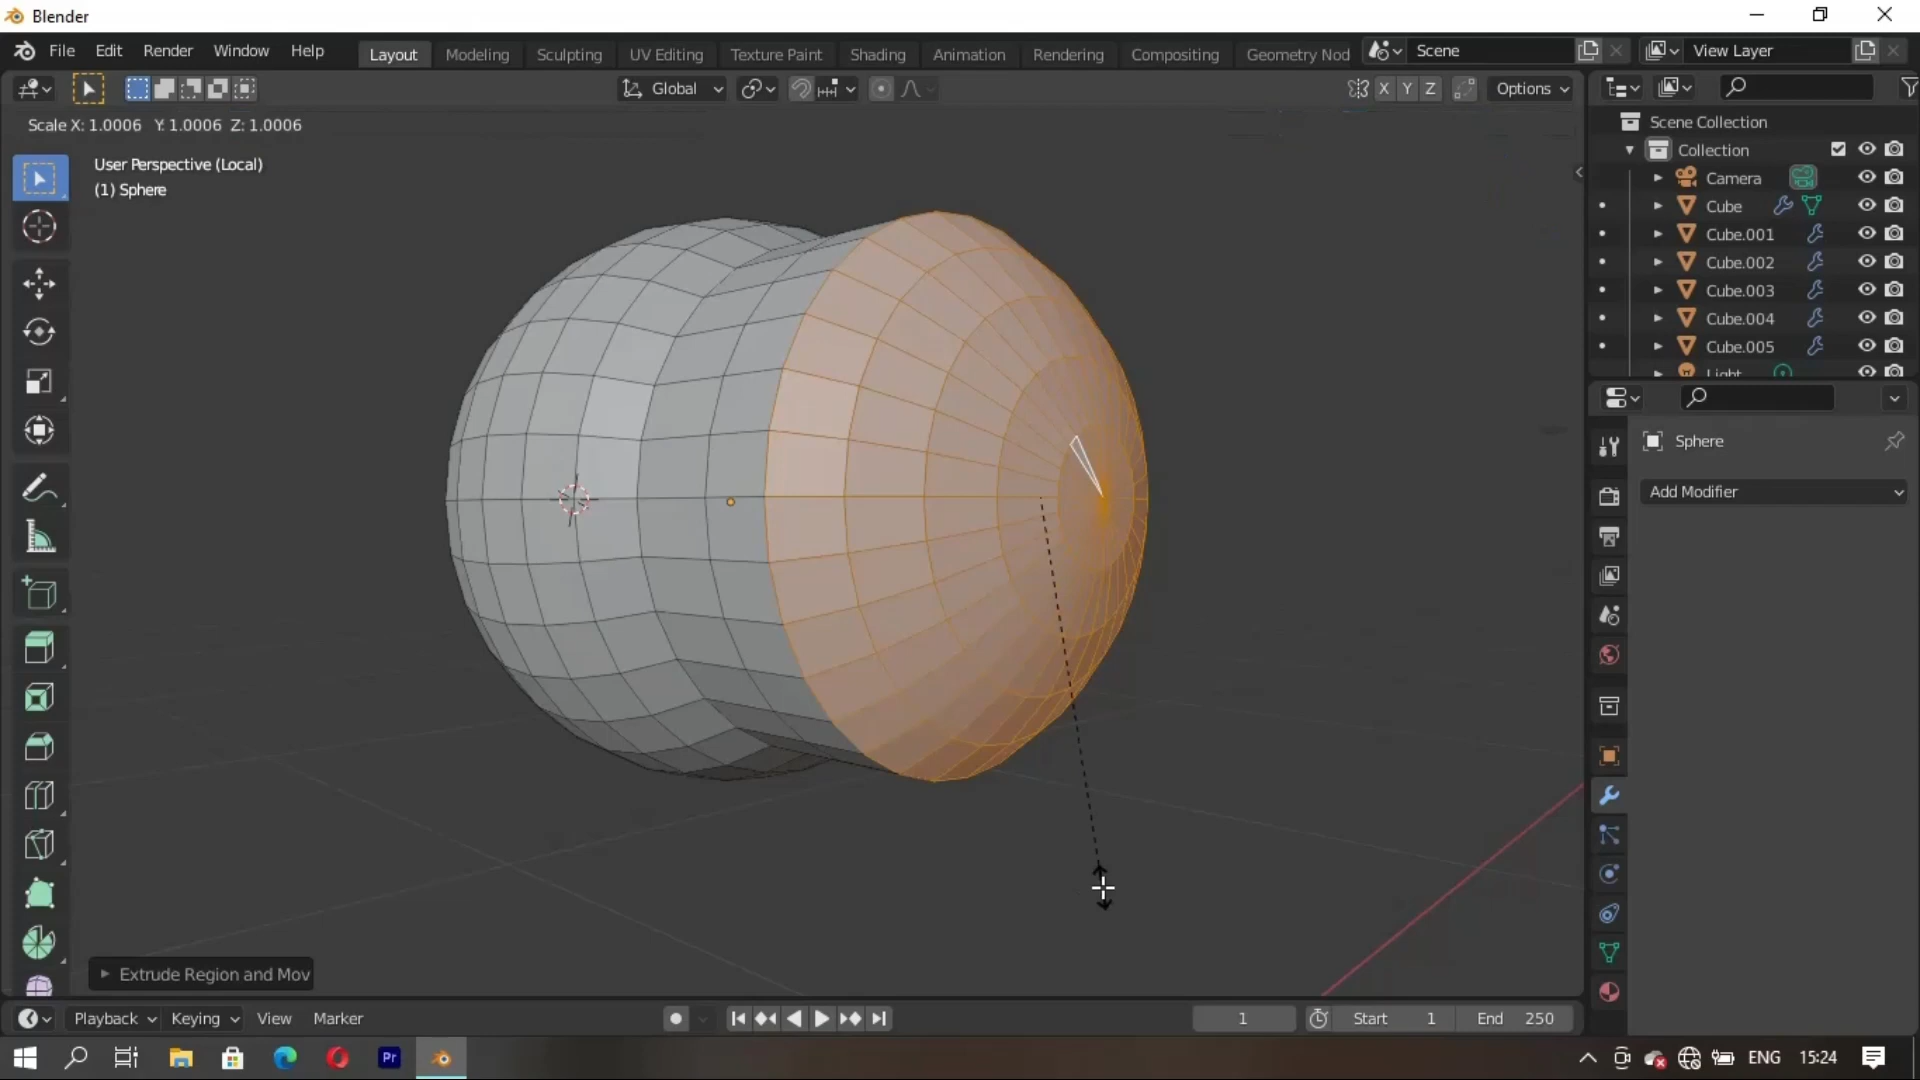 Blender
File Edit Render Window Help
Layout Modeling Sculpting UV Editing Texture Paint Shading Animation Rendering Compositing Geometry Nod
Scene
View Layer
Global
X Y Z
Options
Scale X: 1.0006 Y: 1.0006 Z: 1.0006
User Perspective (Local)
(1) Sphere
Scene Collection
Collection
Camera
Cube
Cube.001
Cube.002
Cube.003
Cube.004
Cube.005
Light
Sphere
Add Modifier
Extrude Region and Mov
Playback Keying View Marker
1
Start 1
End 250
Pr
ENG 15:24